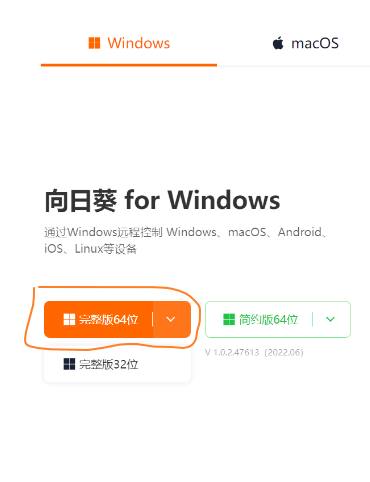 Windows
macOS
向日葵 for Windows
通过Windows远程控制 Windows、macOS、Android、
iOS、Linux等设备
完整版64位
简约版64位
完整版32位
V 1.0.2.47613（2022.06）